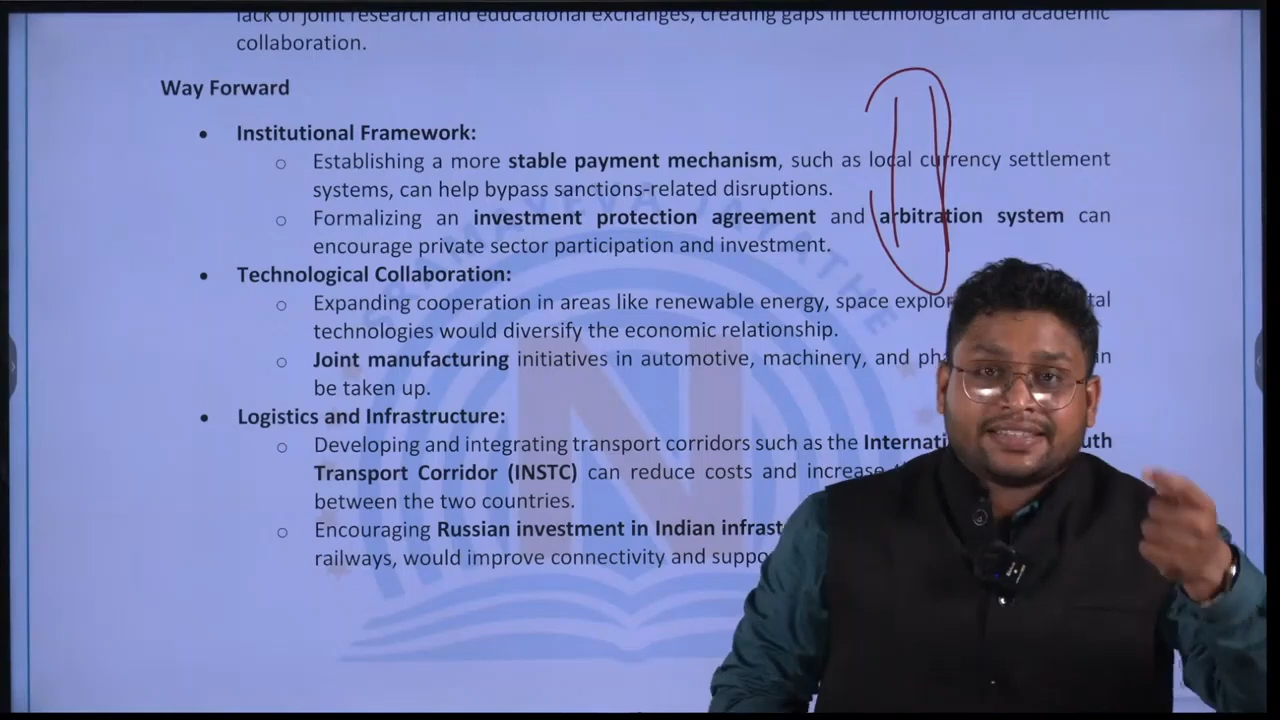 lack of joint research and educational exchanges, creating gaps in technological and academic
collaboration.
Way Forward
• Institutional Framework:
o Establishing a more stable payment mechanism, such as local currency settlement
systems, can help bypass sanctions-related disruptions.
o Formalizing an investment protection agreement and arbitration system can
encourage private sector participation and investment.
• Technological Collaboration:
o Expanding cooperation in areas like renewable energy, space
technologies would diversify the economic relationship.
o Joint manufacturing initiatives in automotive, machinery, and
be taken up.
• Logistics and Infrastructure:
o Developing and integrating transport corridors such as the
Transport Corridor (INSTC) can reduce costs and increase
between the two countries.
o Encouraging Russian investment in Indian
railways, would improve connectivity and